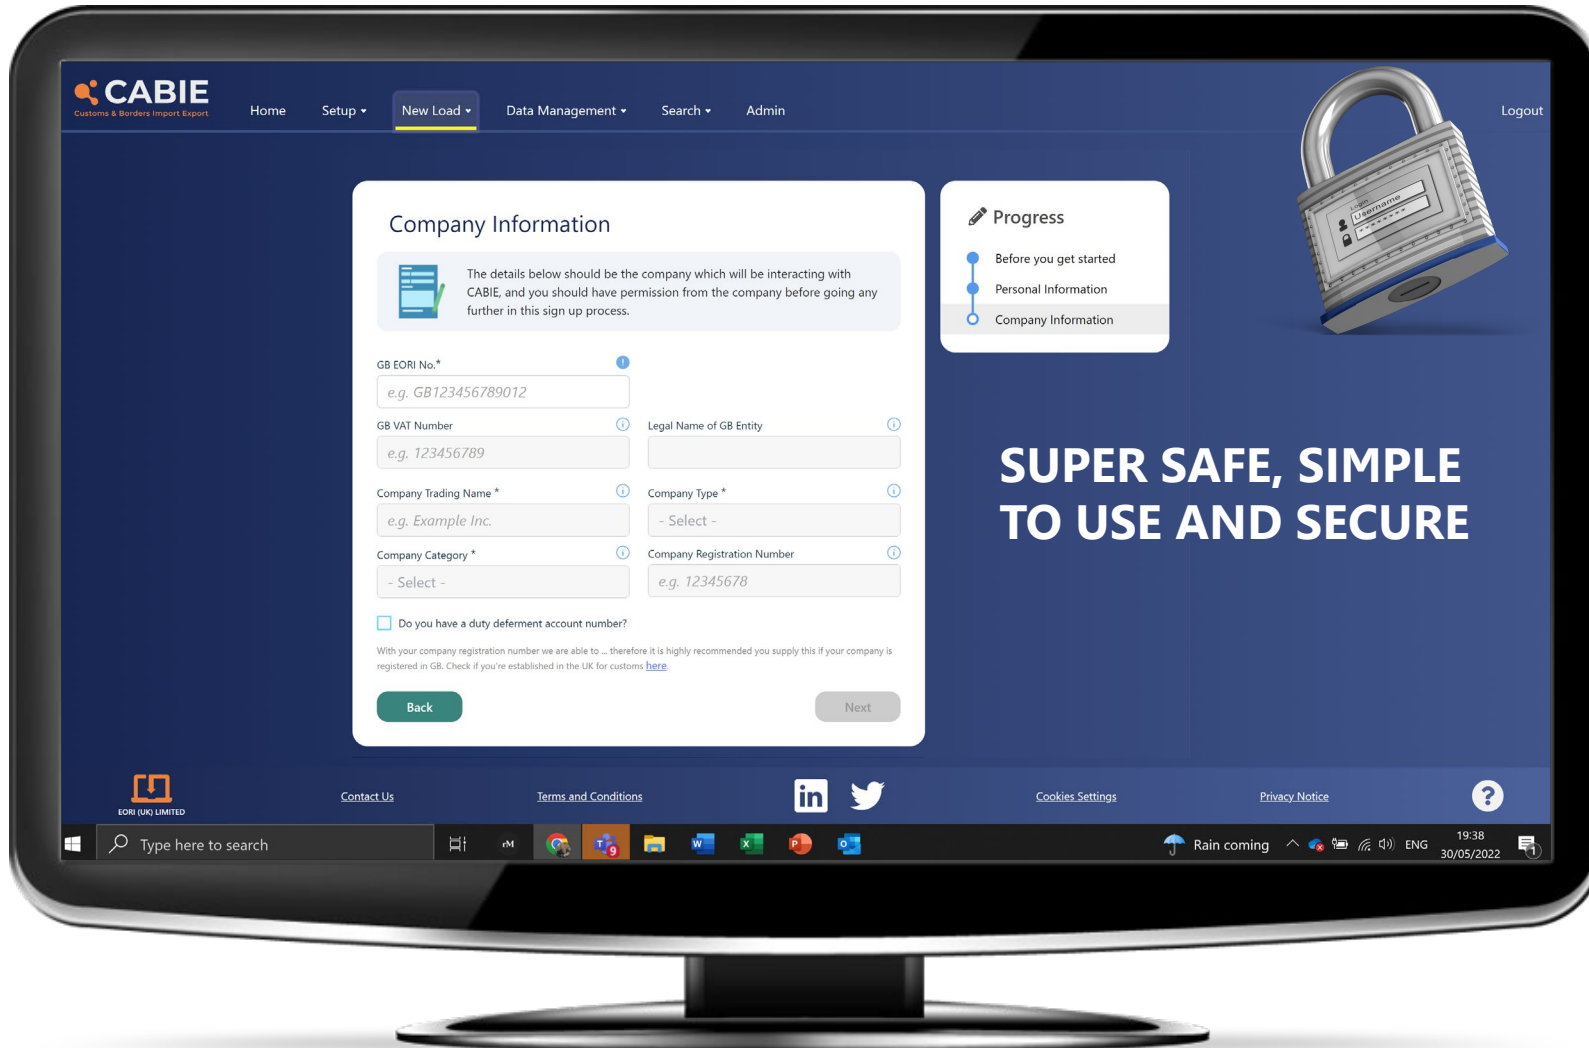 CABIE
Customs & Borders Import Export
Home
Setup
New Load
Data Management
Search
Admin
Logout
Login
Username
********
Company Information
The details below should be the company which will be interacting with
CABIE, and you should have permission from the company before going any
further in this sign up process.
GB EORI No.*
e.g. GB123456789012
GB VAT Number
Legal Name of GB Entity
e.g. 123456789
Company Trading Name *
Company Type *
e.g. Example Inc.
- Select -
Company Category *
Company Registration Number
- Select -
e.g. 12345678
Do you have a duty deferment account number?
With your company registration number we are able to ... therefore it is highly recommended you supply this if your company is
registered in GB. Check if you're established in the UK for customs here.
Back
Next
Progress
Before you get started
Personal Information
Company Information
SUPER SAFE, SIMPLE
TO USE AND SECURE
EORI (UK) LIMITED
Contact Us
Terms and Conditions
in
Cookies Settings
Privacy Notice
?
Type here to search
rM
T
9
W
X
P
O
Rain coming
ENG
19:38
30/05/2022
1